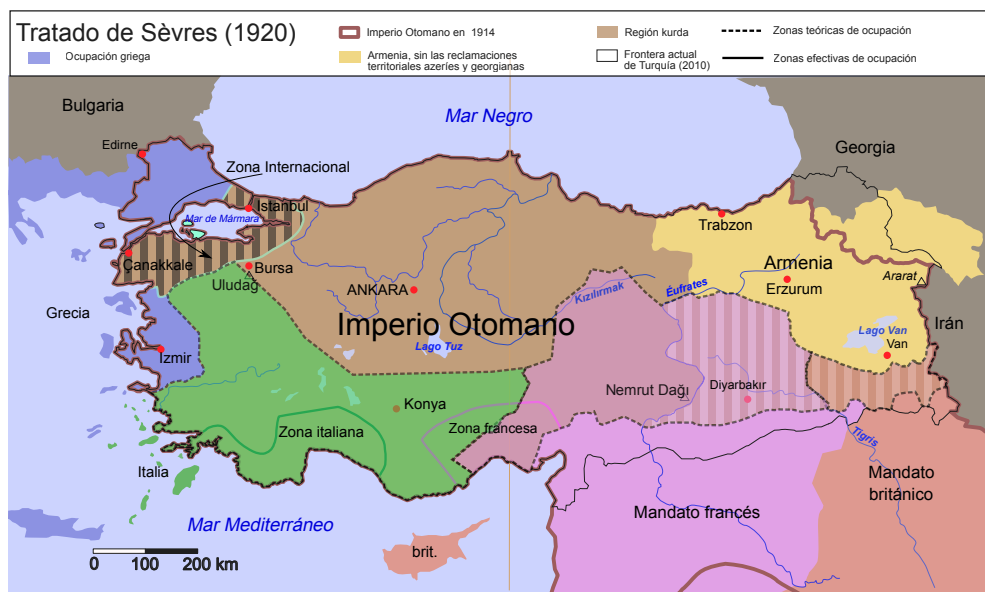 Tratado de Sèvres (1920)
Ocupación griega
Imperio Otomano en 1914
Armenia, sin las reclamaciones
territoriales azeríes y georgianas
Región kurda
Frontera actual
de Turquía (2010)
Zonas teóricas de ocupación
Zonas efectivas de ocupación
Bulgaria
Mar Negro
Edirne
Georgia
Zona Internacional
Istanbul
Mar de Mármara
Trabzon
Çanakkale
Bursa
Armenia
Uludağ
Ararat
ANKARA
Erzurum
Kızılırmak
Éufrates
Grecia
Imperio Otomano
Irán
Lago Van
Lago Tuz
Van
İzmir
Nemrut Dağı
Diyarbakır
Konya
Zona italiana
Zona francesa
Tigris
Italia
Mandato
británico
Mandato francés
Mar Mediterráneo
brit.
0 100 200 km